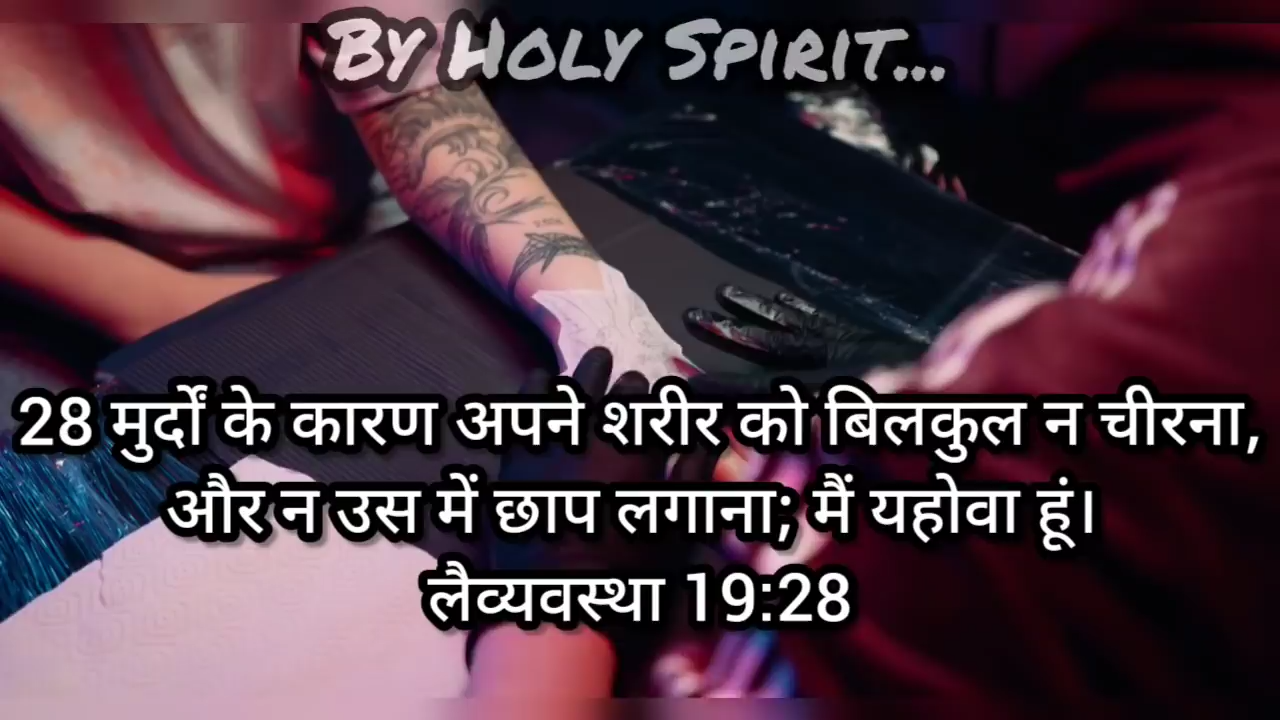 By Holy Spirit...
28 मुर्दों के कारण अपने शरीर को बिलकुल न चीरना,
और न उस में छाप लगाना; मैं यहोवा हूं।
लैव्यवस्था 19:28